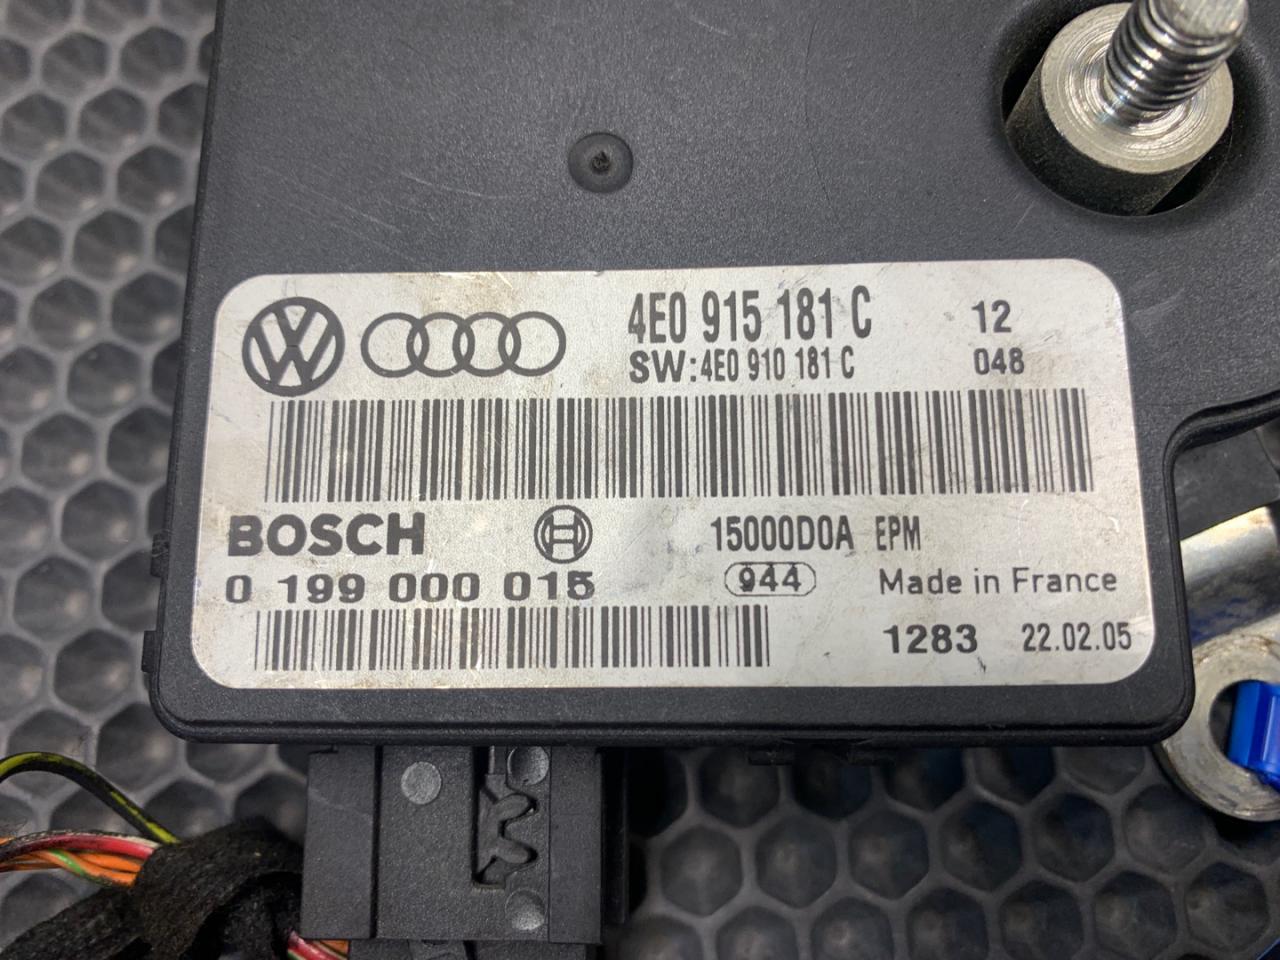 4E0 915 181 C 12
SW:4E0 910 181 C 048
BOSCH 15000D0A EPM
0 199 000 015 944 Made in France
1283 22.02.05